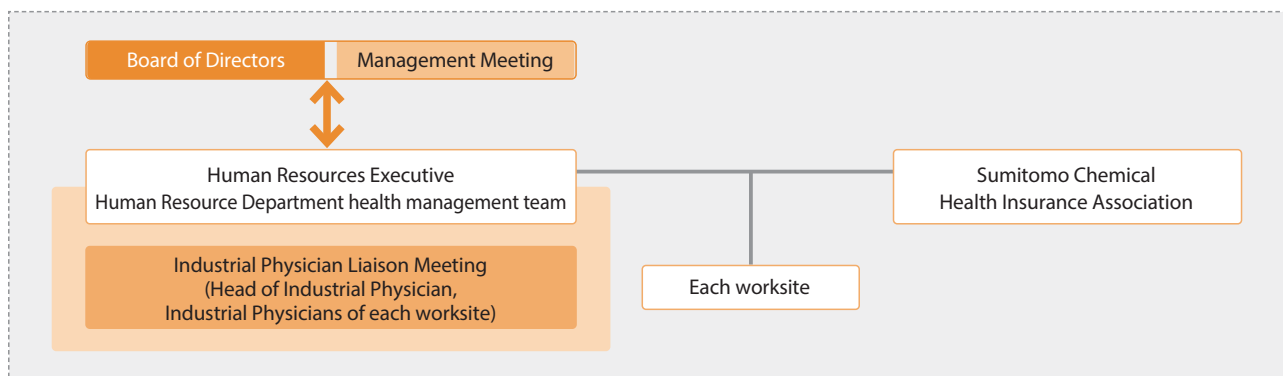 Board of Directors
Management Meeting
Human Resources Executive
Human Resource Department health management team
Sumitomo Chemical
Health Insurance Association
Industrial Physician Liaison Meeting
(Head of Industrial Physician,
Industrial Physicians of each worksite)
Each worksite